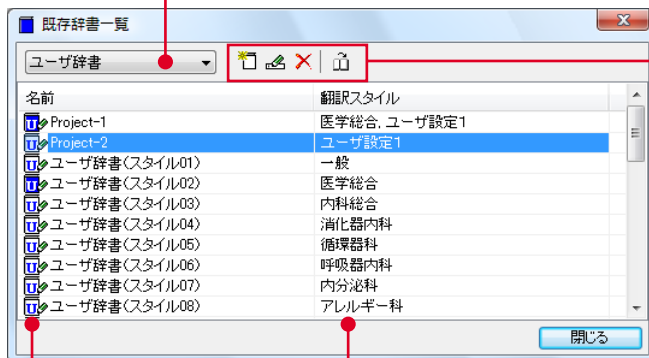 既存辞書一覧
ユーザ辞書
名前 翻訳スタイル
Project-1 医学総合, ユーザ設定1
Project-2 ユーザ設定1
ユーザ辞書(スタイル01) 一般
ユーザ辞書(スタイル02) 医学総合
ユーザ辞書(スタイル03) 内科総合
ユーザ辞書(スタイル04) 消化器内科
ユーザ辞書(スタイル05) 循環器科
ユーザ辞書(スタイル06) 呼吸器内科
ユーザ辞書(スタイル07) 内分泌科
ユーザ辞書(スタイル08) アレルギー科
閉じる